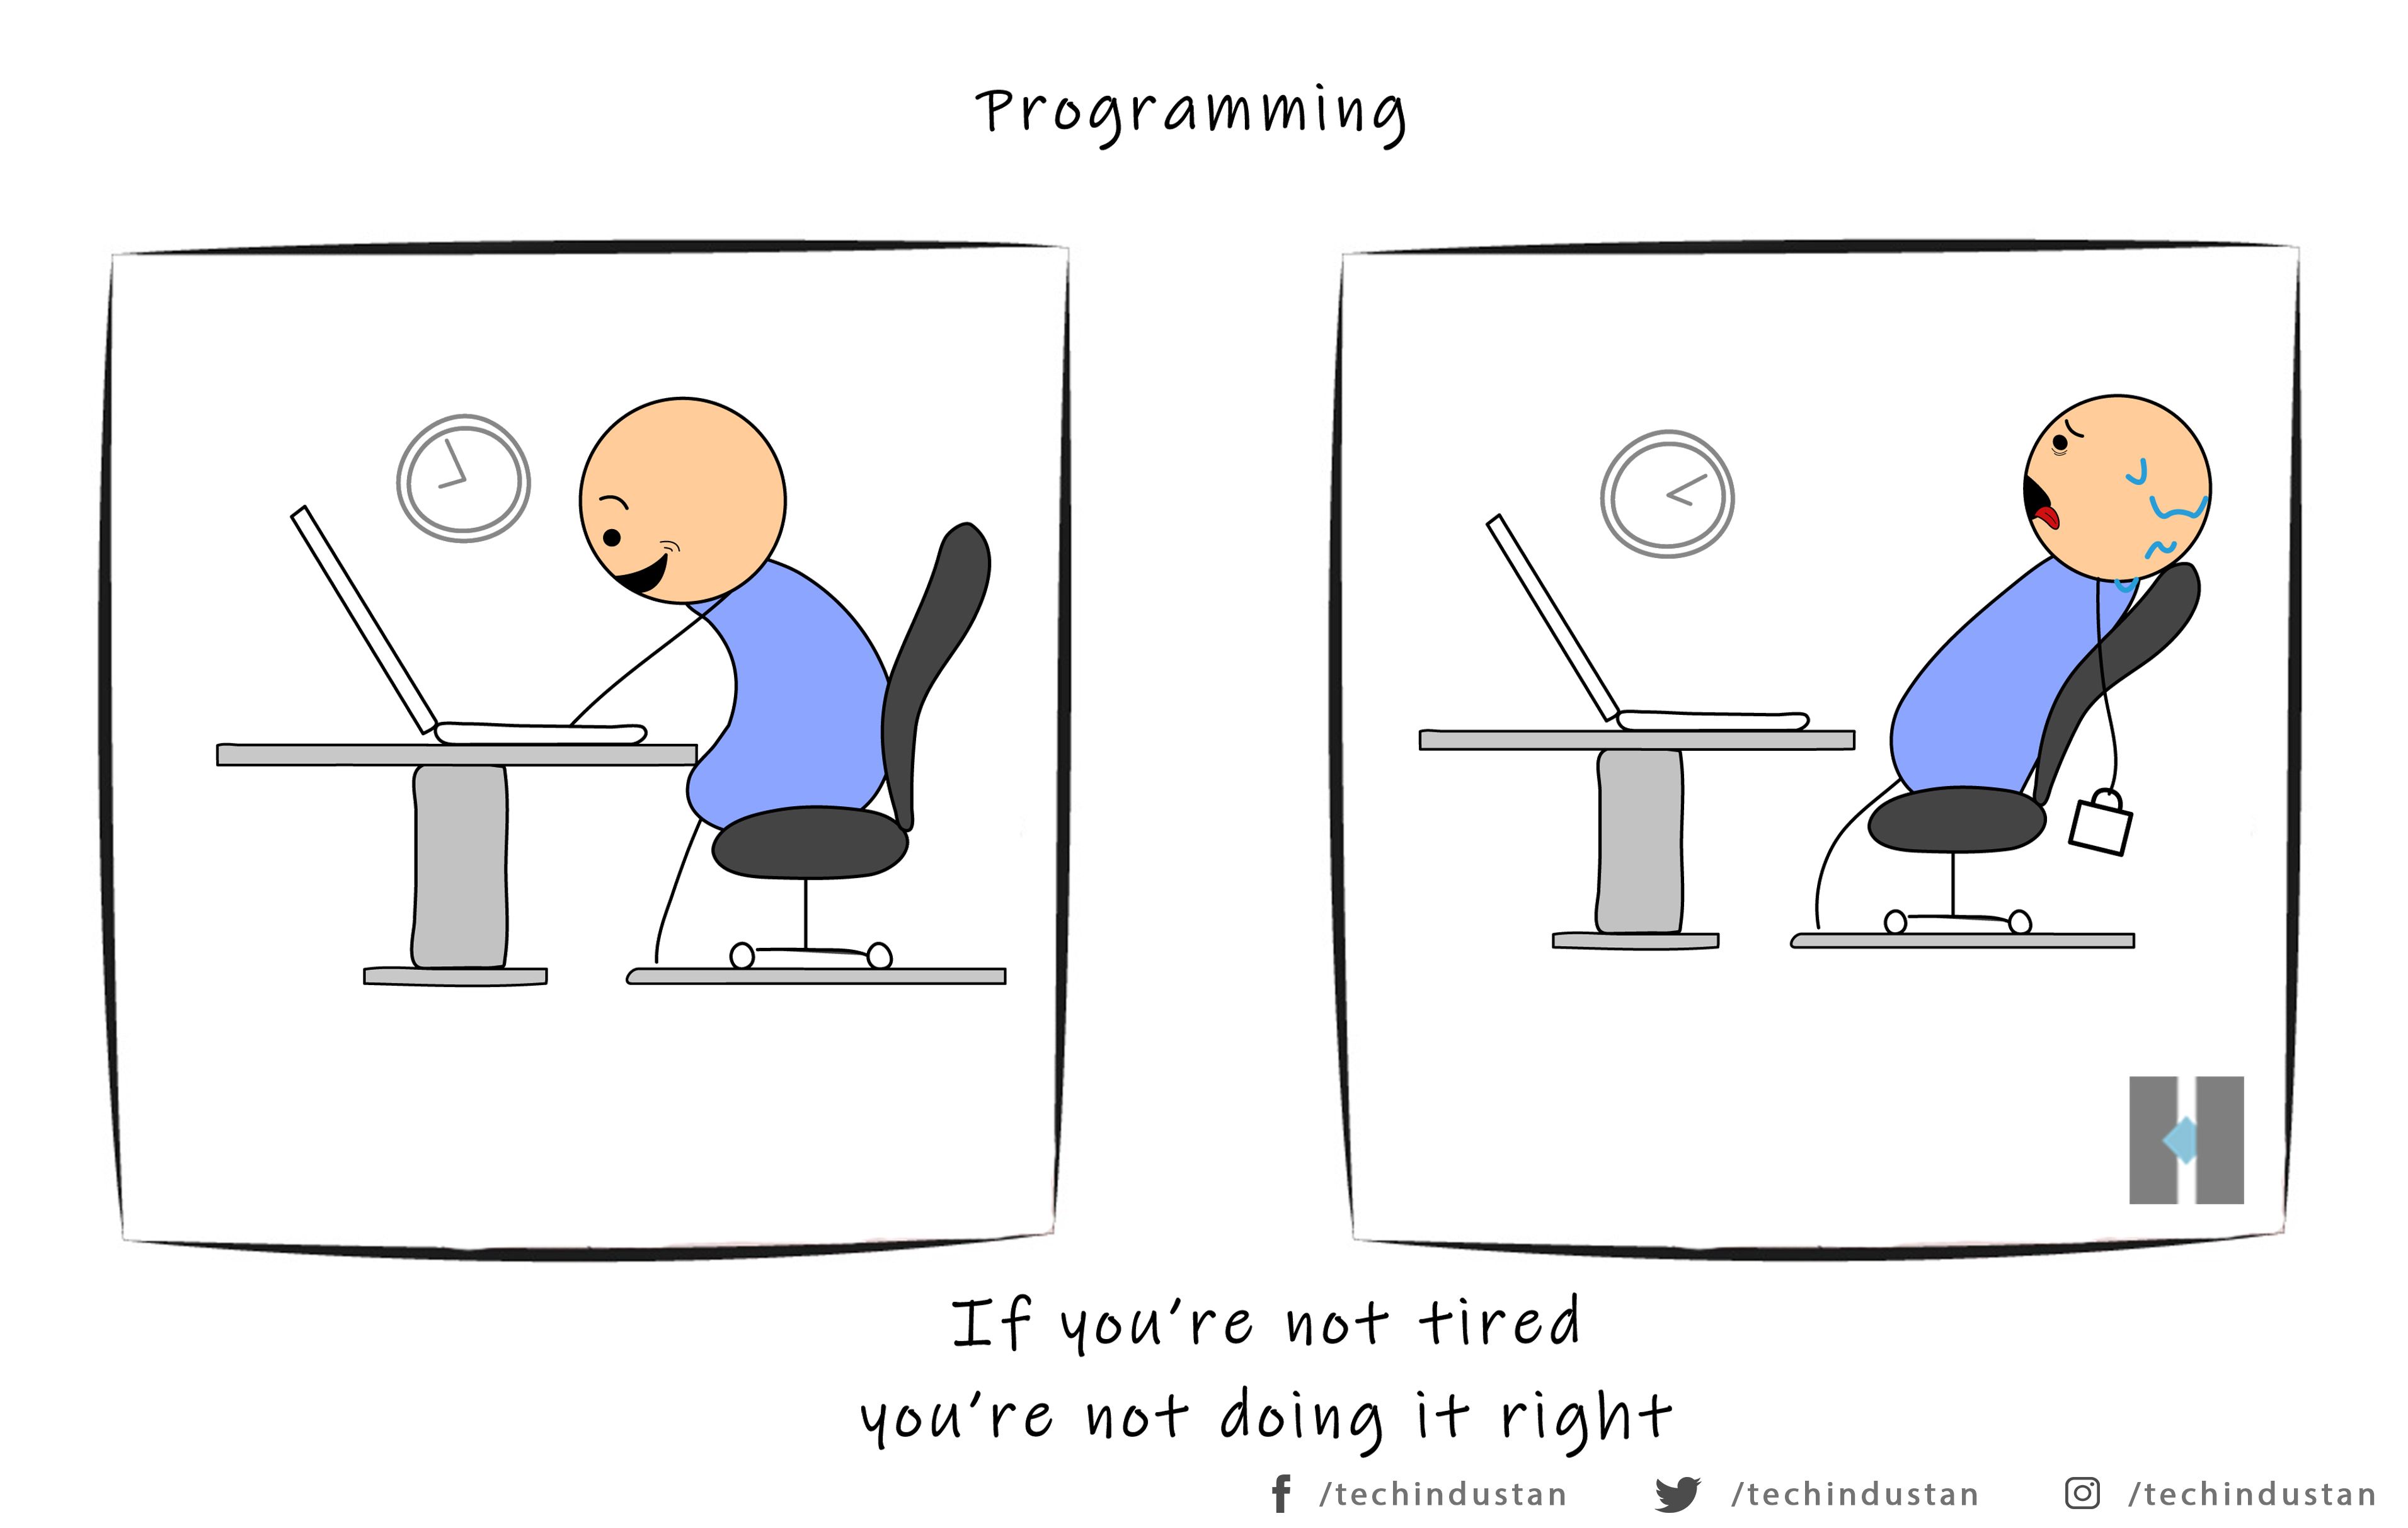 Programming
If you're not tired
you're not doing it right
/techindustan /techindustan /techindustan